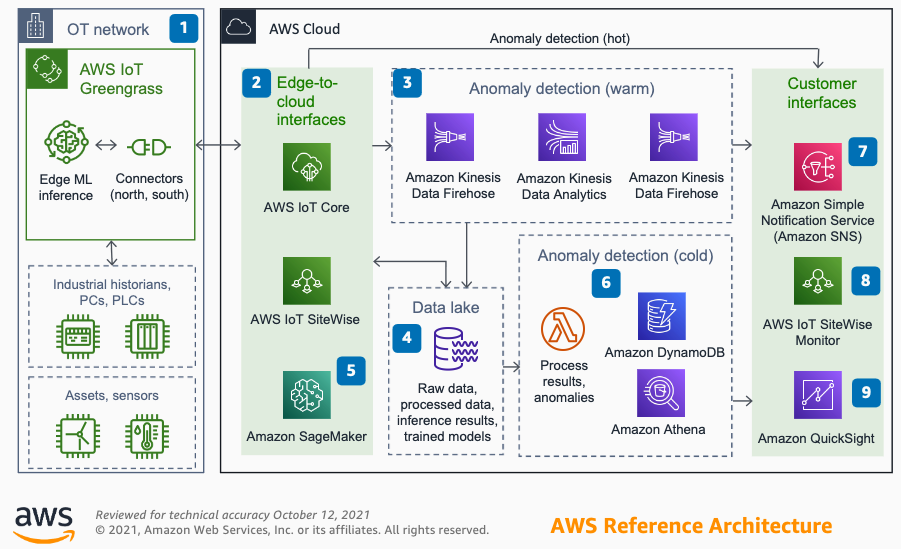 OT network
1
AWS IoT
Greengrass
Edge ML
inference
Connectors
(north, south)
Industrial historians,
PCs, PLCs
Assets, sensors
AWS Cloud
Anomaly detection (hot)
2
Edge-to-
cloud
interfaces
AWS IoT Core
AWS IoT SiteWise
5
Amazon SageMaker
3
Anomaly detection (warm)
Amazon Kinesis
Data Firehose
Amazon Kinesis
Data Analytics
Amazon Kinesis
Data Firehose
Data lake
4
Raw data,
processed data,
inference results,
trained models
Anomaly detection (cold)
6
Process
results,
anomalies
Amazon DynamoDB
Amazon Athena
Customer
interfaces
7
Amazon Simple
Notification Service
(Amazon SNS)
8
AWS IoT SiteWise
Monitor
9
Amazon QuickSight
aws
Reviewed for technical accuracy October 12, 2021
© 2021, Amazon Web Services, Inc. or its affiliates. All rights reserved.
AWS Reference Architecture